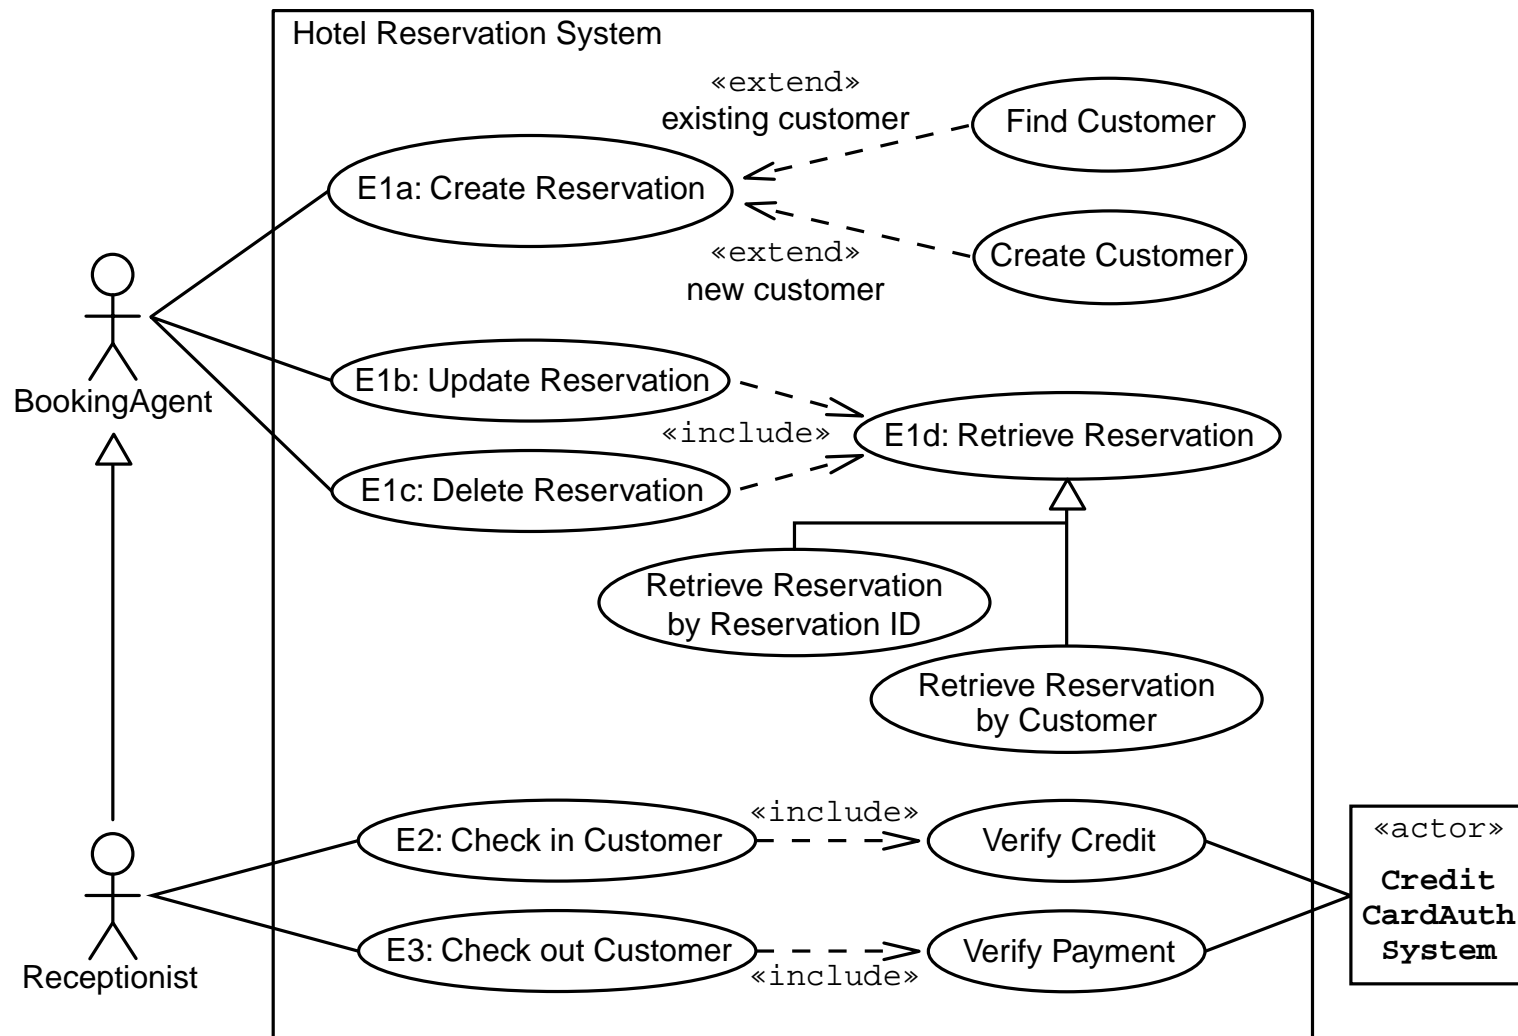 Hotel Reservation System
«extend»
existing customer
Find Customer
E1a: Create Reservation
«extend»
new customer
Create Customer
BookingAgent
E1b: Update Reservation
«include»
E1d: Retrieve Reservation
E1c: Delete Reservation
Retrieve Reservation
by Reservation ID
Retrieve Reservation
by Customer
E2: Check in Customer
«include»
Verify Credit
«actor»
Credit
CardAuth
System
E3: Check out Customer
«include»
Verify Payment
Receptionist